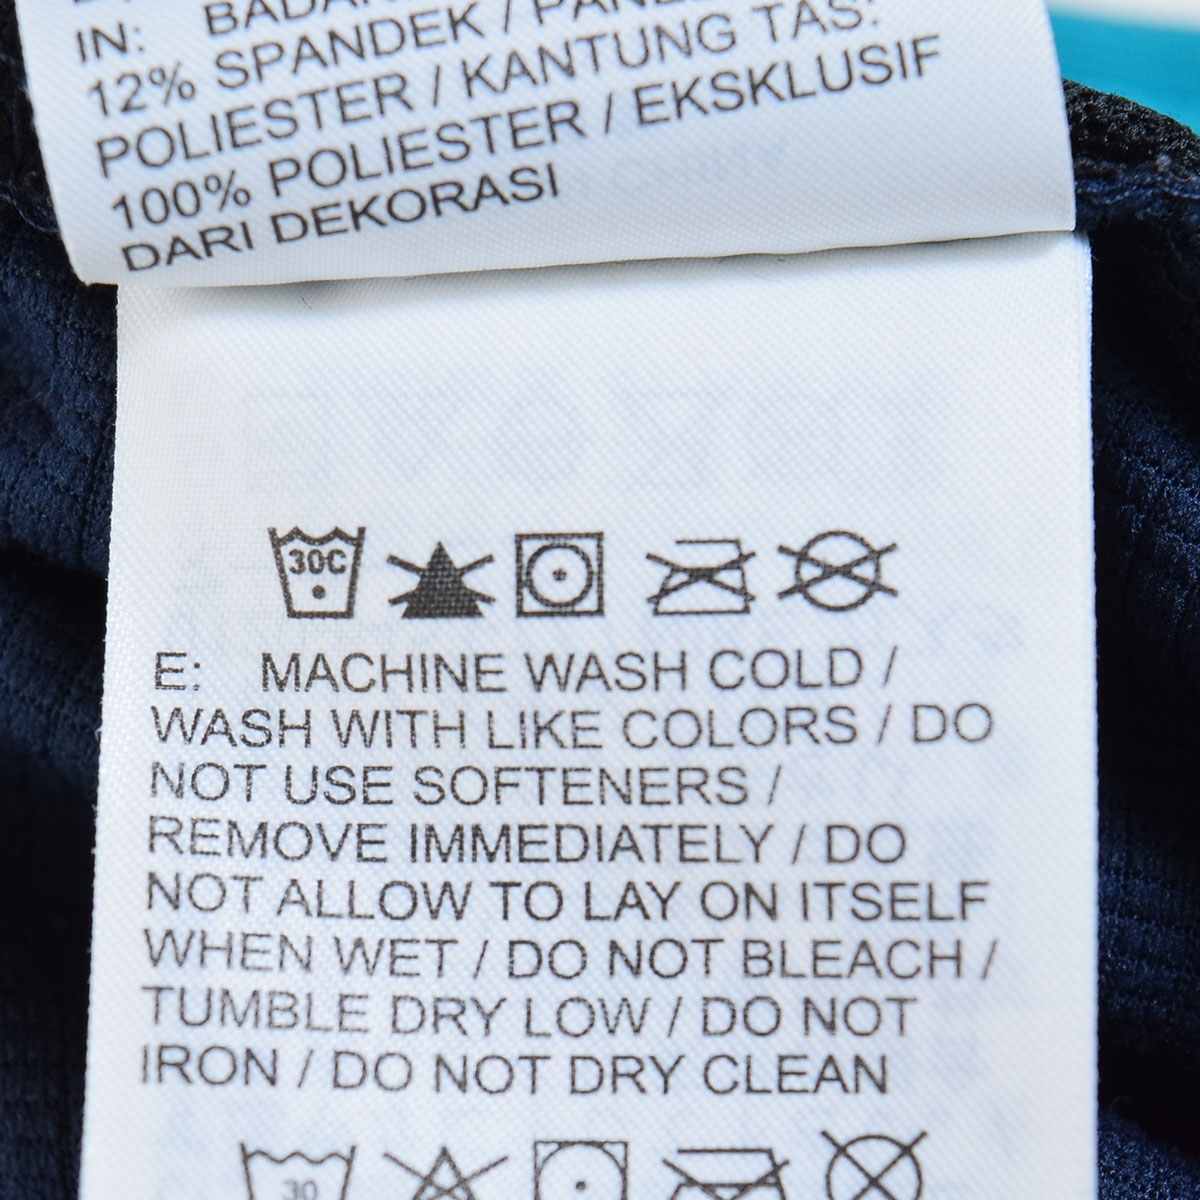 IN: BADAN:
12% SPANDEK / PANEL
POLIESTER / KANTUNG TAS:
100% POLIESTER / EKSKLUSIF
DARI DEKORASI
30C
E: MACHINE WASH COLD /
WASH WITH LIKE COLORS / DO
NOT USE SOFTENERS /
REMOVE IMMEDIATELY / DO
NOT ALLOW TO LAY ON ITSELF
WHEN WET / DO NOT BLEACH /
TUMBLE DRY LOW / DO NOT
IRON / DO NOT DRY CLEAN
30